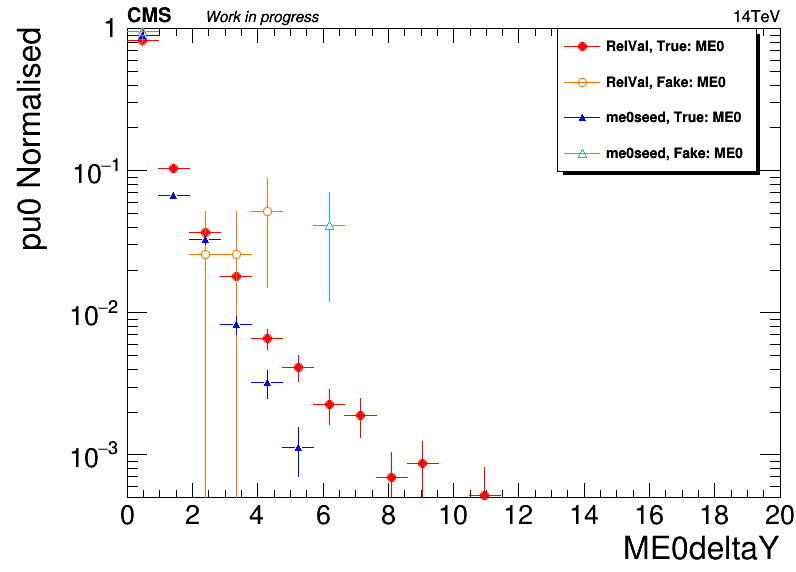 CMS Work in progress 14TeV
pu0 Normalised
1
10−1
10−2
10−3
RelVal, True: ME0
RelVal, Fake: ME0
me0seed, True: ME0
me0seed, Fake: ME0
0 2 4 6 8 10 12 14 16 18 20
ME0deltaY